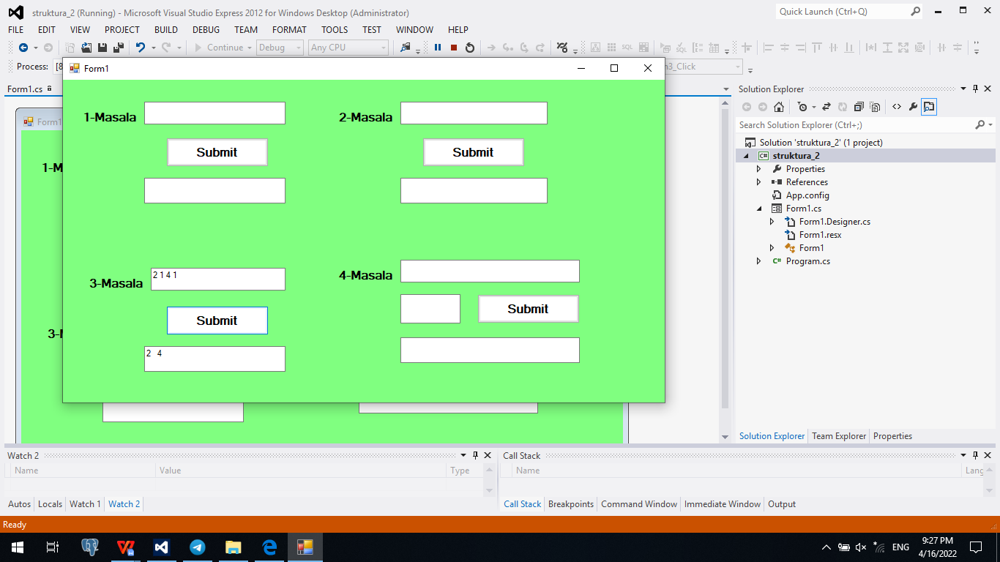 struktura_2 (Running) - Microsoft Visual Studio Express 2012 for Windows Desktop (Administrator)
Quick Launch (Ctrl+Q)
FILE EDIT VIEW PROJECT BUILD DEBUG TEAM FORMAT TOOLS TEST WINDOW HELP
Continue Debug Any CPU
Process: [8
3_Click
Form1
Form1.cs
Form1
1-Masala
2-Masala
Submit
Submit
3-Masala
2 1 4 1
4-Masala
Submit
Submit
2 4
Solution Explorer
Search Solution Explorer (Ctrl+;)
Solution 'struktura_2' (1 project)
struktura_2
Properties
References
App.config
Form1.cs
Form1.Designer.cs
Form1.resx
Form1
Program.cs
Solution Explorer Team Explorer Properties
Watch 2
Name Value Type
Autos Locals Watch 1 Watch 2
Call Stack
Name Lang
Call Stack Breakpoints Command Window Immediate Window Output
Ready
ENG
9:27 PM
4/16/2022